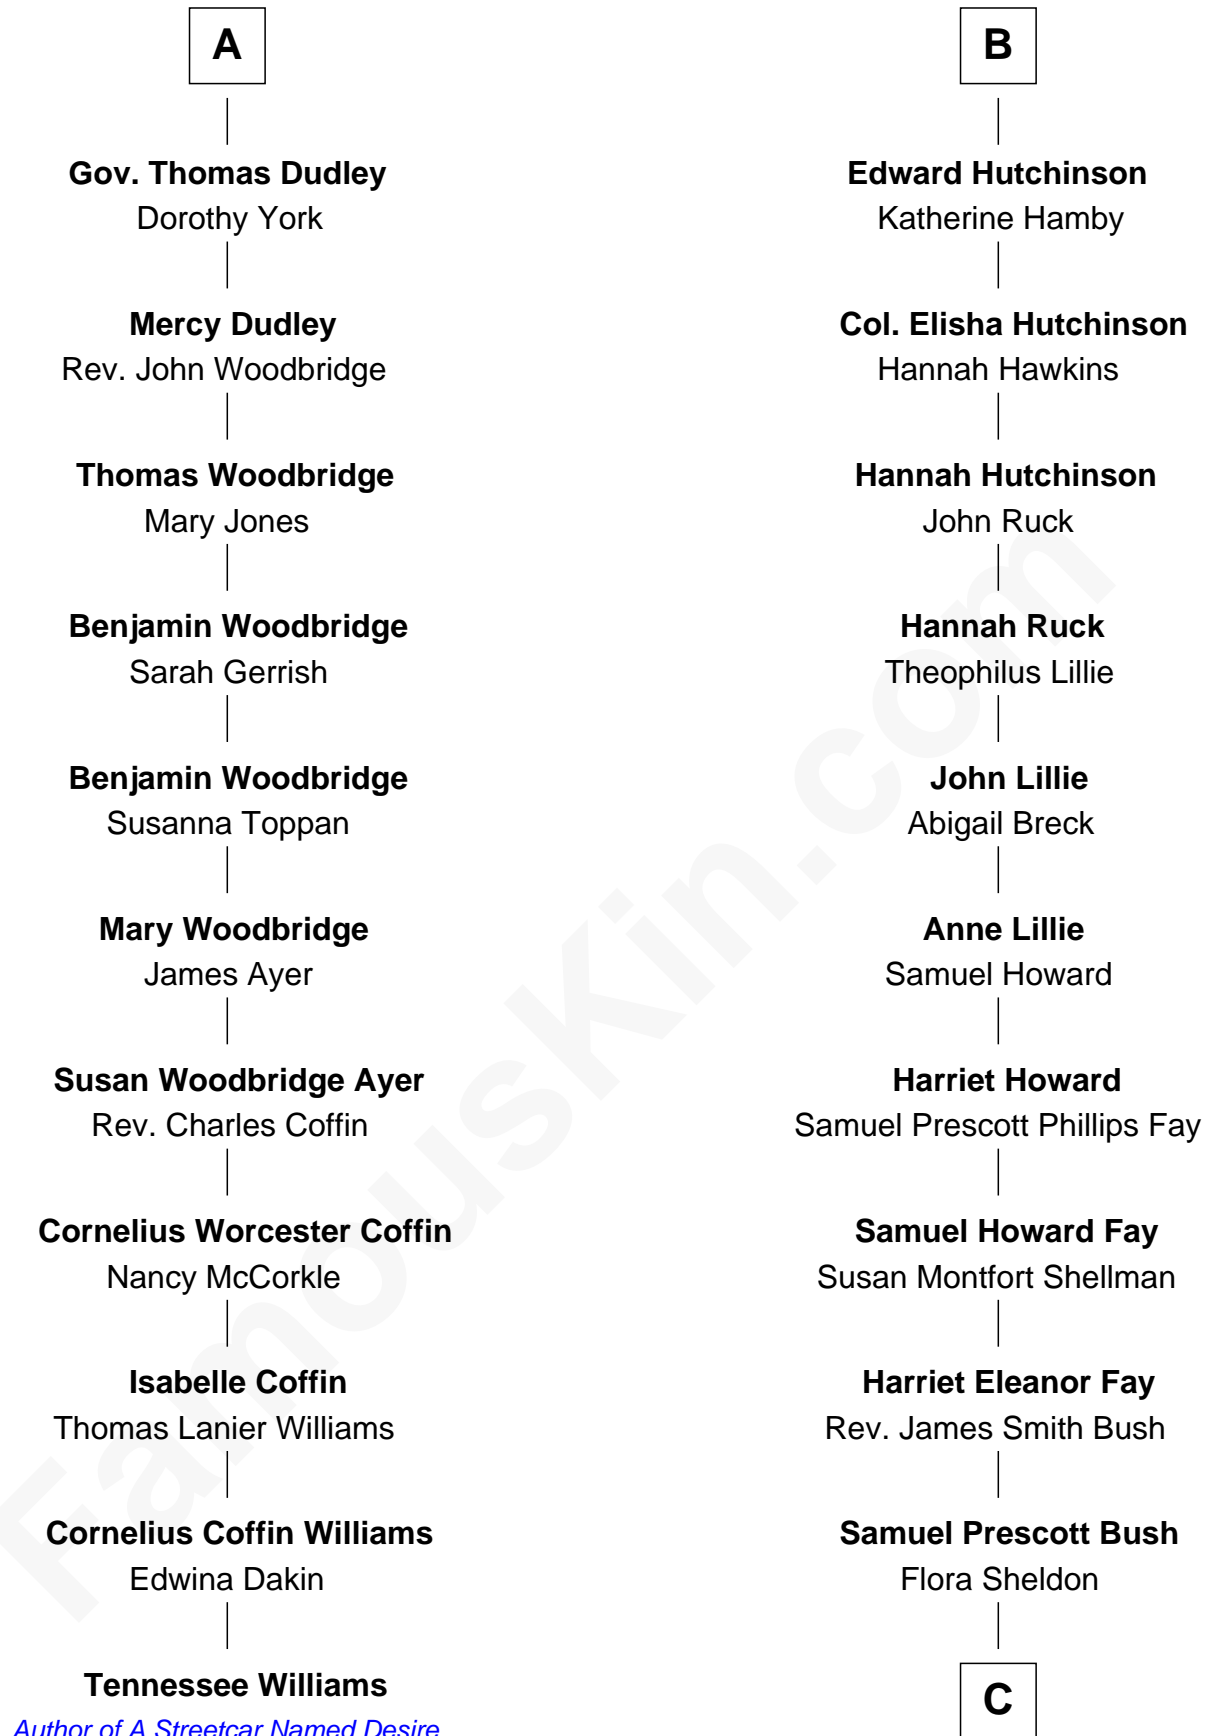 A
Gov. Thomas Dudley
Dorothy York
Mercy Dudley
Rev. John Woodbridge
Thomas Woodbridge
Mary Jones
Benjamin Woodbridge
Sarah Gerrish
Benjamin Woodbridge
Susanna Toppan
Mary Woodbridge
James Ayer
Susan Woodbridge Ayer
Rev. Charles Coffin
Cornelius Worcester Coffin
Nancy McCorkle
Isabelle Coffin
Thomas Lanier Williams
Cornelius Coffin Williams
Edwina Dakin
Tennessee Williams
Author of A Streetcar Named Desire
B
Edward Hutchinson
Katherine Hamby
Col. Elisha Hutchinson
Hannah Hawkins
Hannah Hutchinson
John Ruck
Hannah Ruck
Theophilus Lillie
John Lillie
Abigail Breck
Anne Lillie
Samuel Howard
Harriet Howard
Samuel Prescott Phillips Fay
Samuel Howard Fay
Susan Montfort Shellman
Harriet Eleanor Fay
Rev. James Smith Bush
Samuel Prescott Bush
Flora Sheldon
C
FamousKin.com